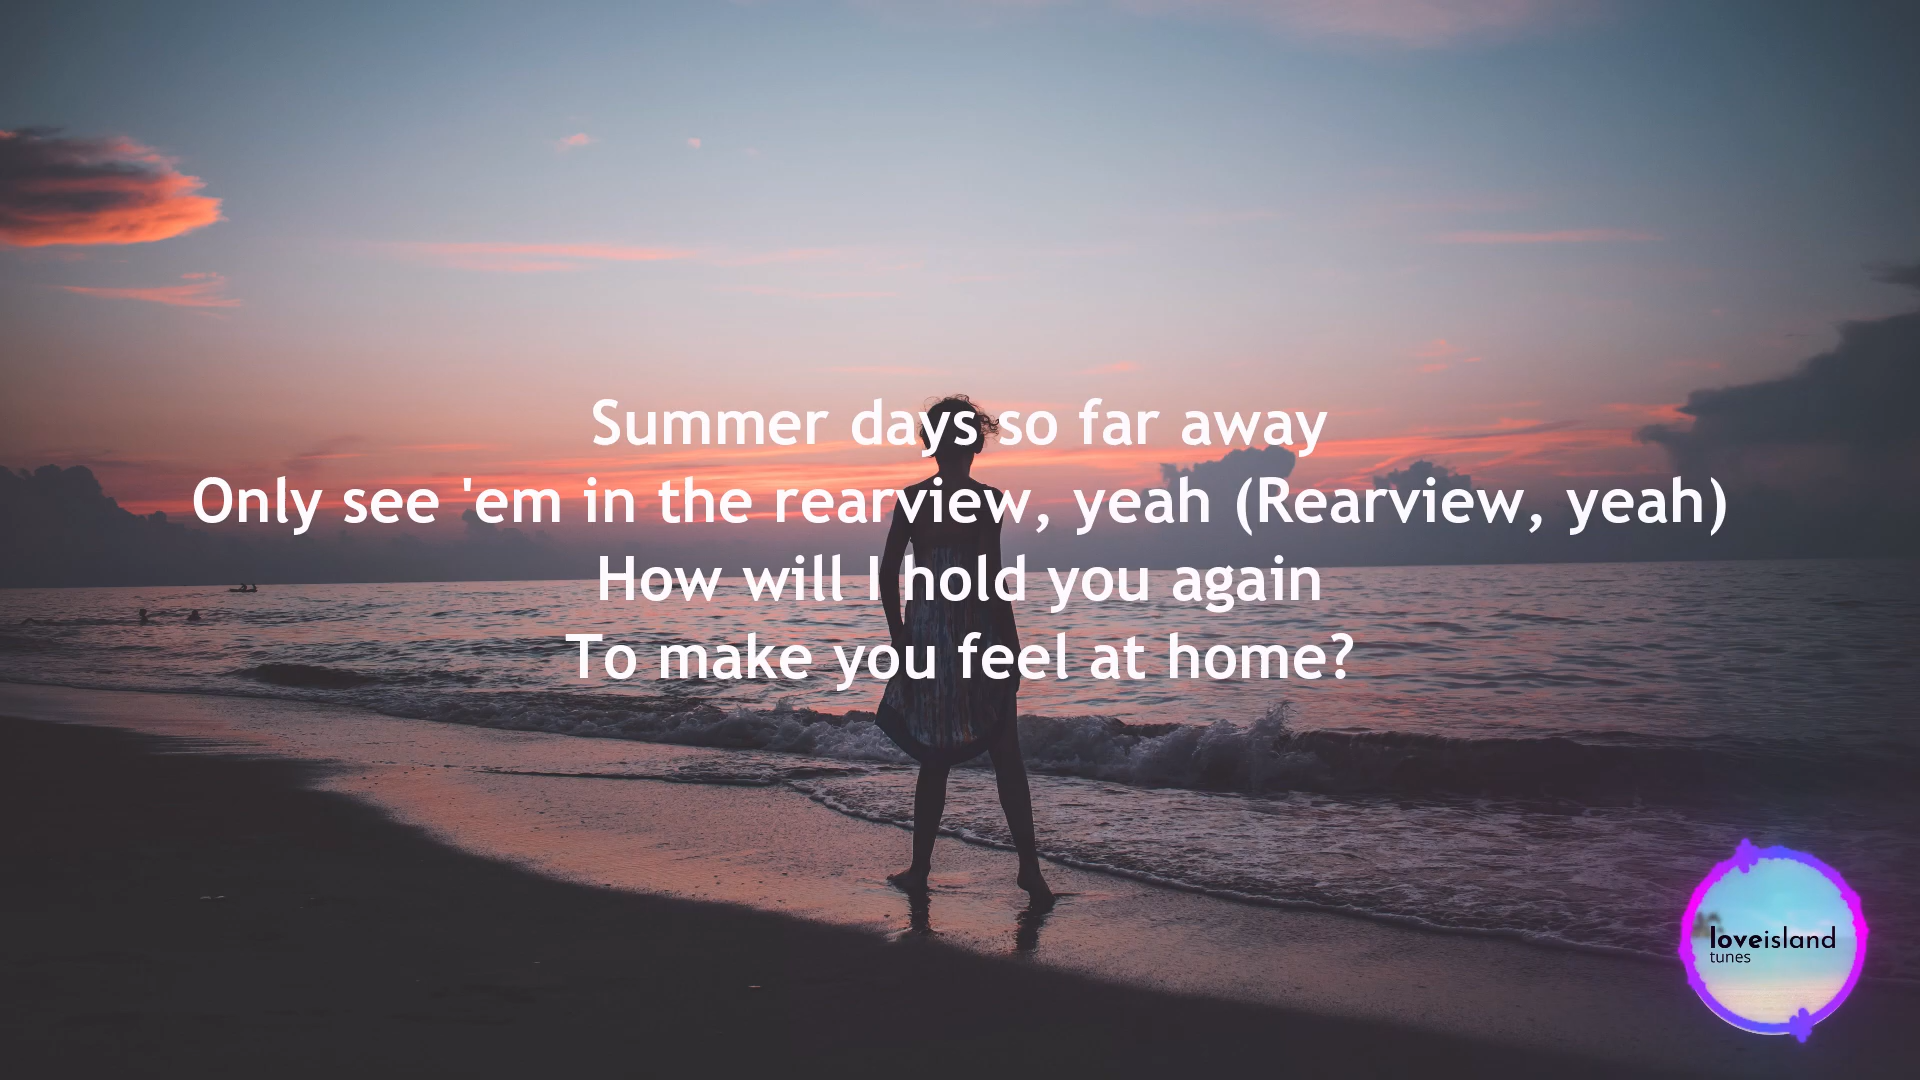 Summer days so far away
Only see 'em in the rearview, yeah (Rearview, yeah)
How will I hold you again
To make you feel at home?
loveisland
tunes